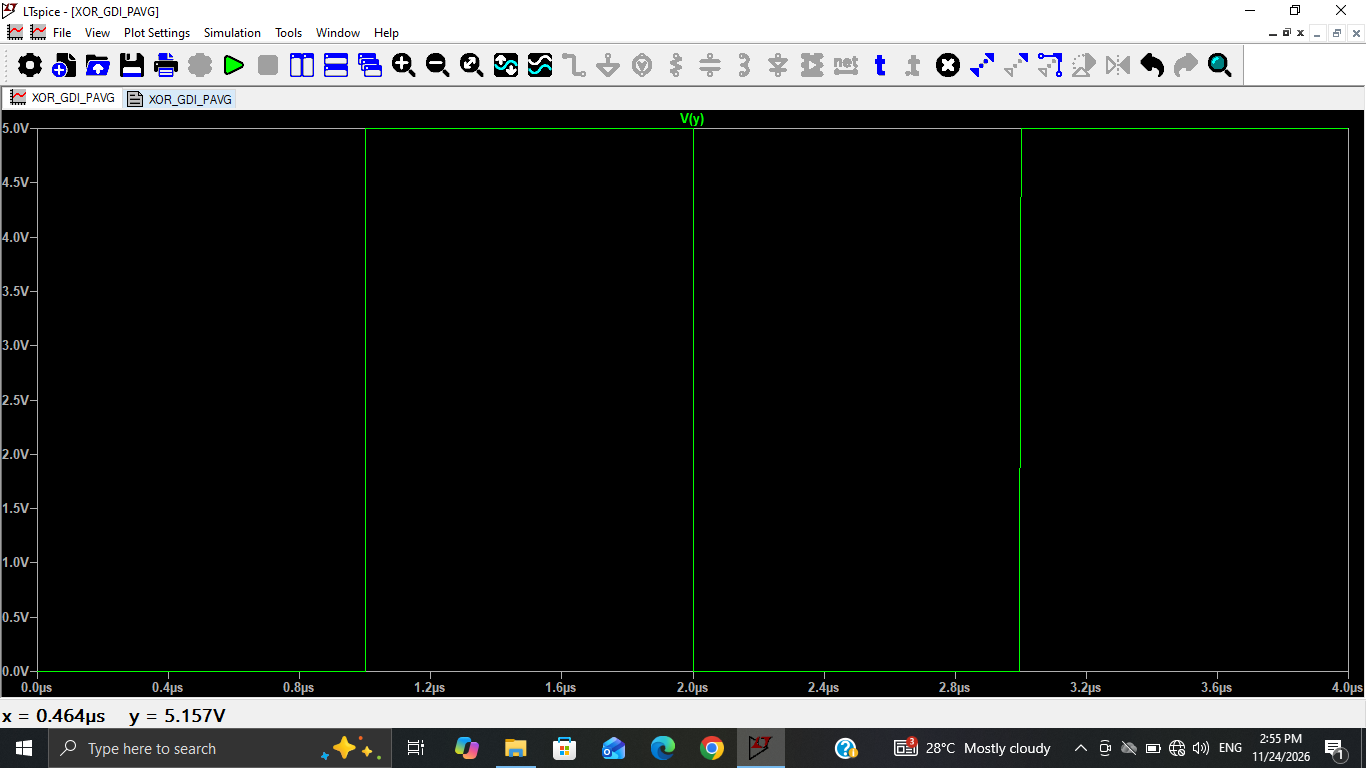 LTspice - [XOR_GDI_PAVG]
File View Plot Settings Simulation Tools Window Help
XOR_GDI_PAVG XOR_GDI_PAVG
V(y)
5.0V
4.5V
4.0V
3.5V
3.0V
2.5V
2.0V
1.5V
1.0V
0.5V
0.0V
0.0µs 0.4µs 0.8µs 1.2µs 1.6µs 2.0µs 2.4µs 2.8µs 3.2µs 3.6µs 4.0µs
x = 0.464µs y = 5.157V
Type here to search
3
28°C Mostly cloudy
ENG
2:55 PM
11/24/2026
1